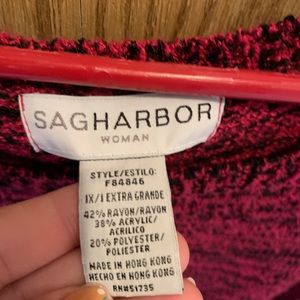 SAGHARBOR
WOMAN
STYLE/ESTILO:
F84846
1X/1 EXTRA GRANDE
42% RAYON/RAYON
38% ACRYLIC/
ACRILICO
20% POLYESTER/
POLIESTER
MADE IN HONG KONG
HECHO EN HONG KONG
RN#51735